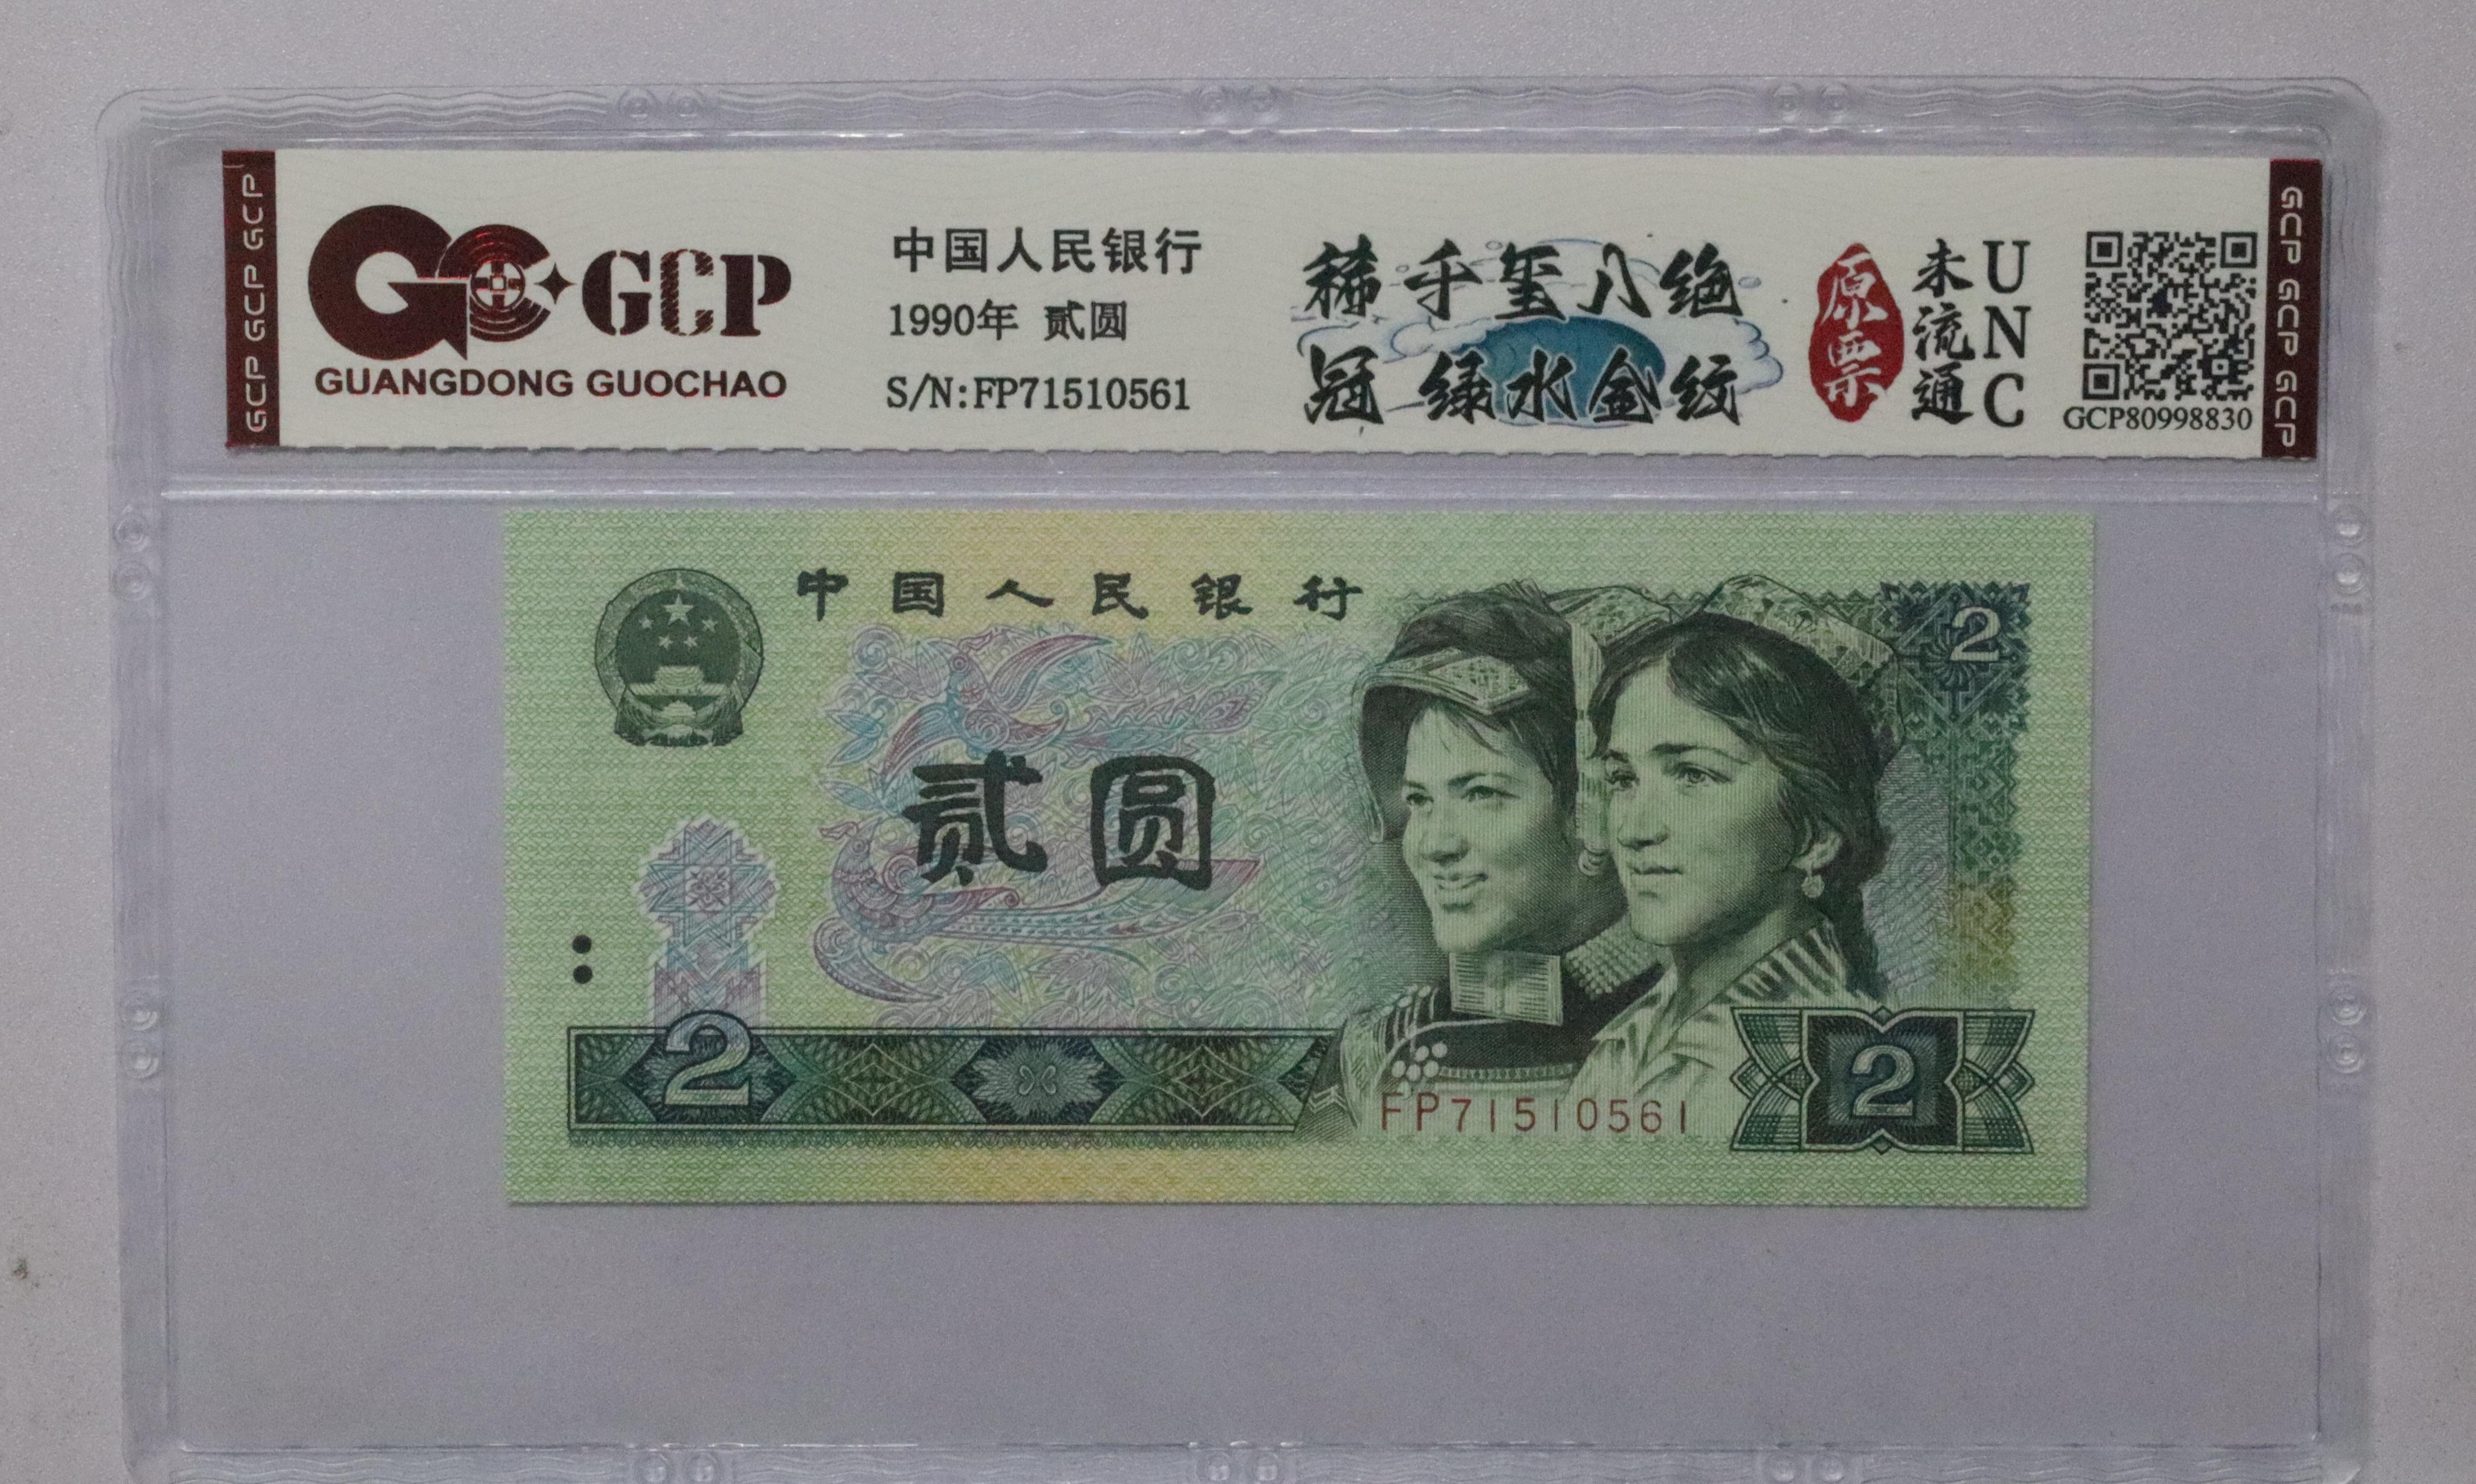 GCP GCP GCP
GCP
GUANGDONG GUOCHAO
中国人民银行
1990年 贰圆
S/N:FP71510561
稀千玺八绝
冠 绿水金纹
原票
未流通
UNC
GCP80998830
GCP GCP GCP
中国人民银行
2
贰圆
2
FP71510561
2